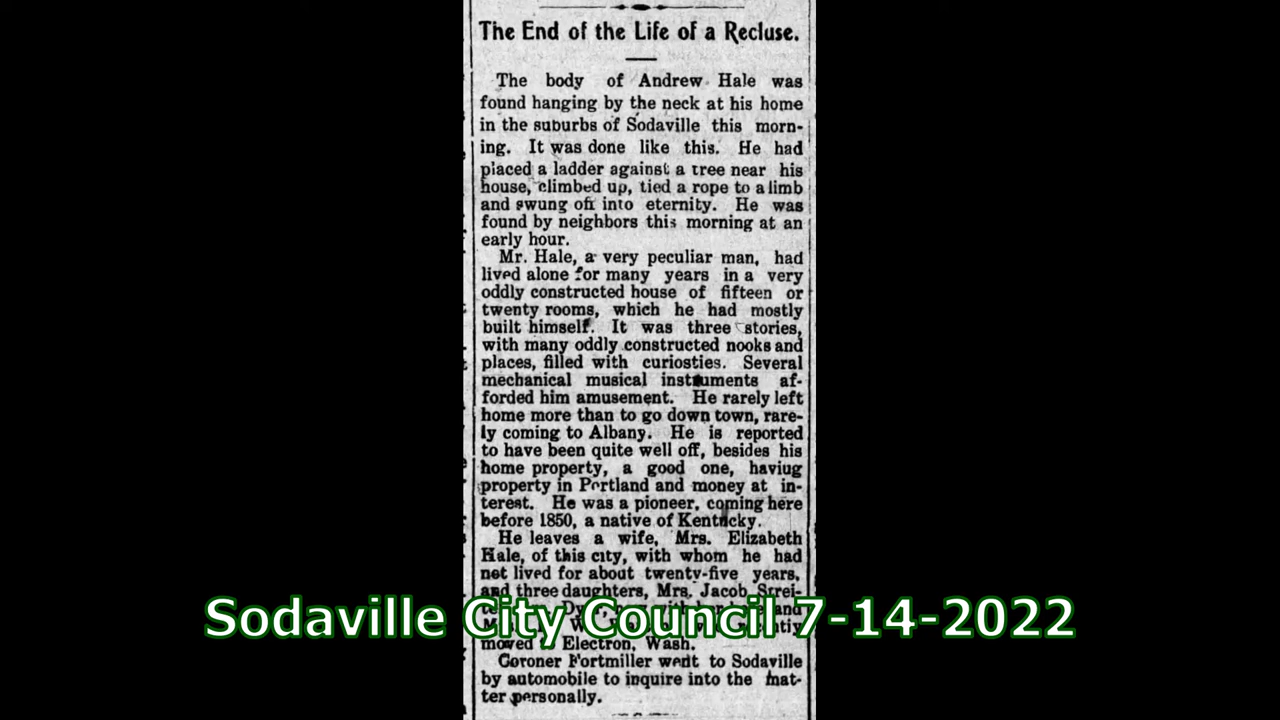 The End of the Life of a Recluse.
The body of Andrew Hale was
found hanging by the neck at his home
in the suburbs of Sodaville this morn-
ing. It was done like this. He had
placed a ladder against a tree near his
house, climbed up, tied a rope to a limb
and swung off into eternity. He was
found by neighbors this morning at an
early hour.
Mr. Hale, a very peculiar man, had
lived alone for many years in a very
oddly constructed house of fifteen or
twenty rooms, which he had mostly
built himself. It was three stories,
with many oddly constructed nooks and
places, filled with curiosties. Several
mechanical musical instruments af-
forded him amusement. He rarely left
home more than to go down town, rare-
ly coming to Albany. He is reported
to have been quite well off, besides his
home property, a good one, haviug
property in Portland and money at in-
terest. He was a pioneer, coming here
before 1850, a native of Kentucky.
He leaves a wife, Mrs. Elizabeth
Hale, of this city, with whom he had
not lived for about twenty-five years,
and three daughters, Mrs. Jacob Strei-
Sodaville City Council 7-14-2022
moved Electron, Wash.
Coroner Fortmiller went to Sodaville
by automobile to inquire into the mat-
ter personally.